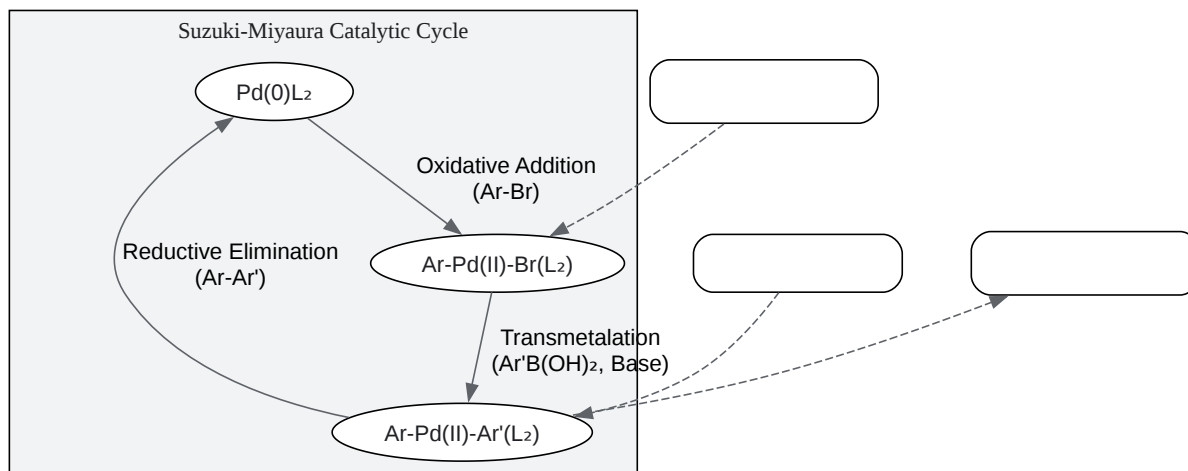 Suzuki-Miyaura Catalytic Cycle
Pd(0)L₂
Oxidative Addition
(Ar-Br)
Reductive Elimination
(Ar-Ar')
Ar-Pd(II)-Br(L₂)
Transmetalation
(Ar'B(OH)₂, Base)
Ar-Pd(II)-Ar'(L₂)